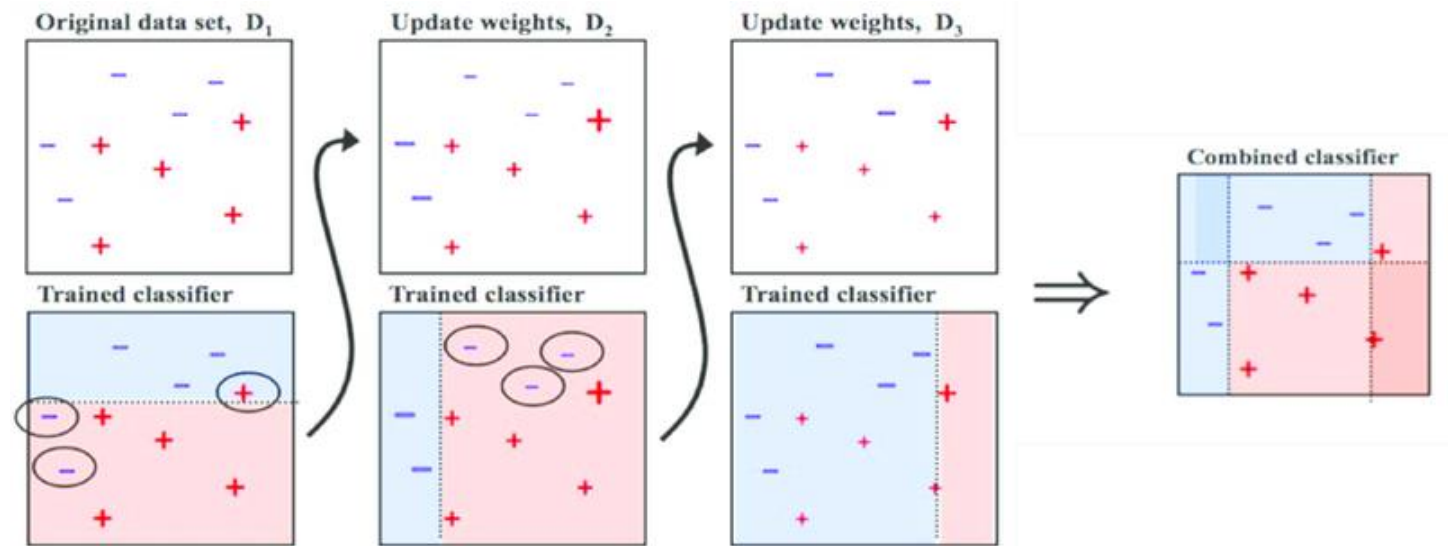 Original data set, D₁
Update weights, D₂
Update weights, D₃
Combined classifier
Trained classifier
Trained classifier
Trained classifier